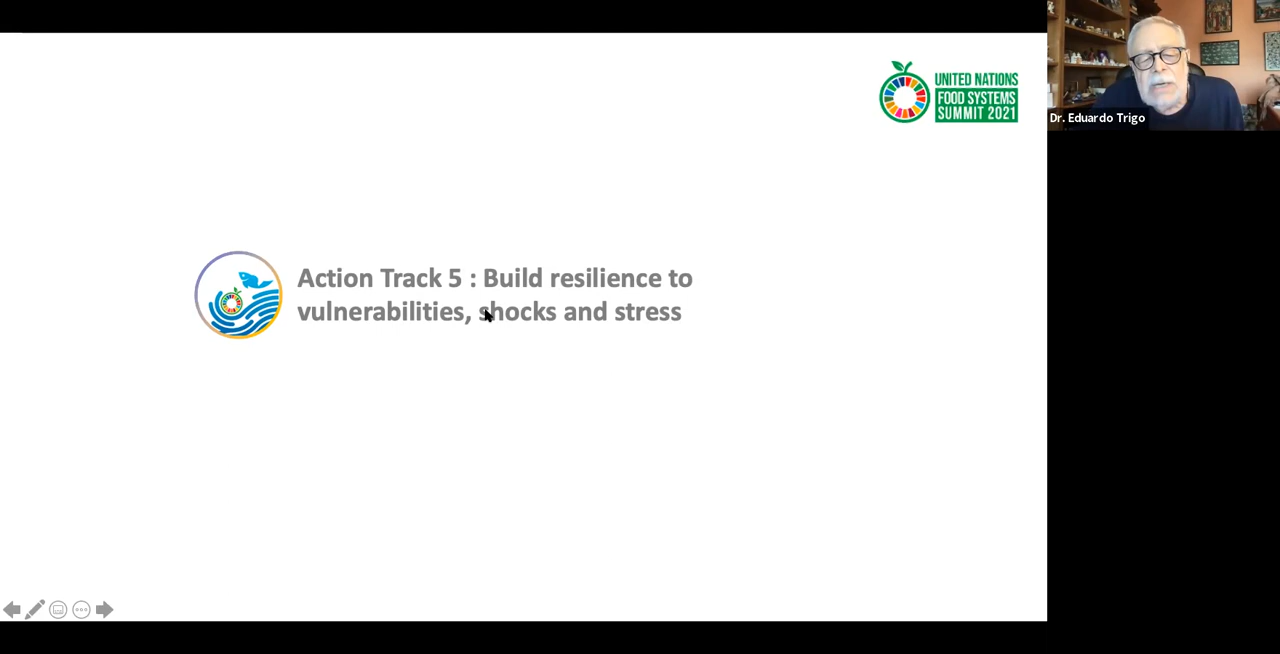 UNITED NATIONS
FOOD SYSTEMS
SUMMIT 2021
Dr. Eduardo Trigo
Action Track 5 : Build resilience to
vulnerabilities, shocks and stress